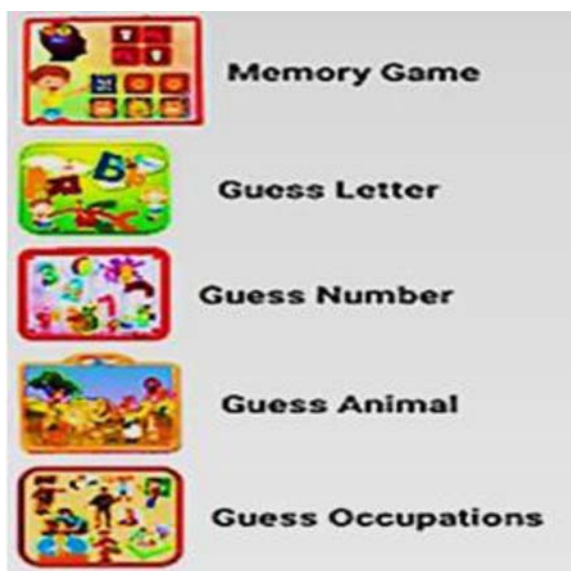 Memory Game
Guess Letter
Guess Number
Guess Animal
Guess Occupations